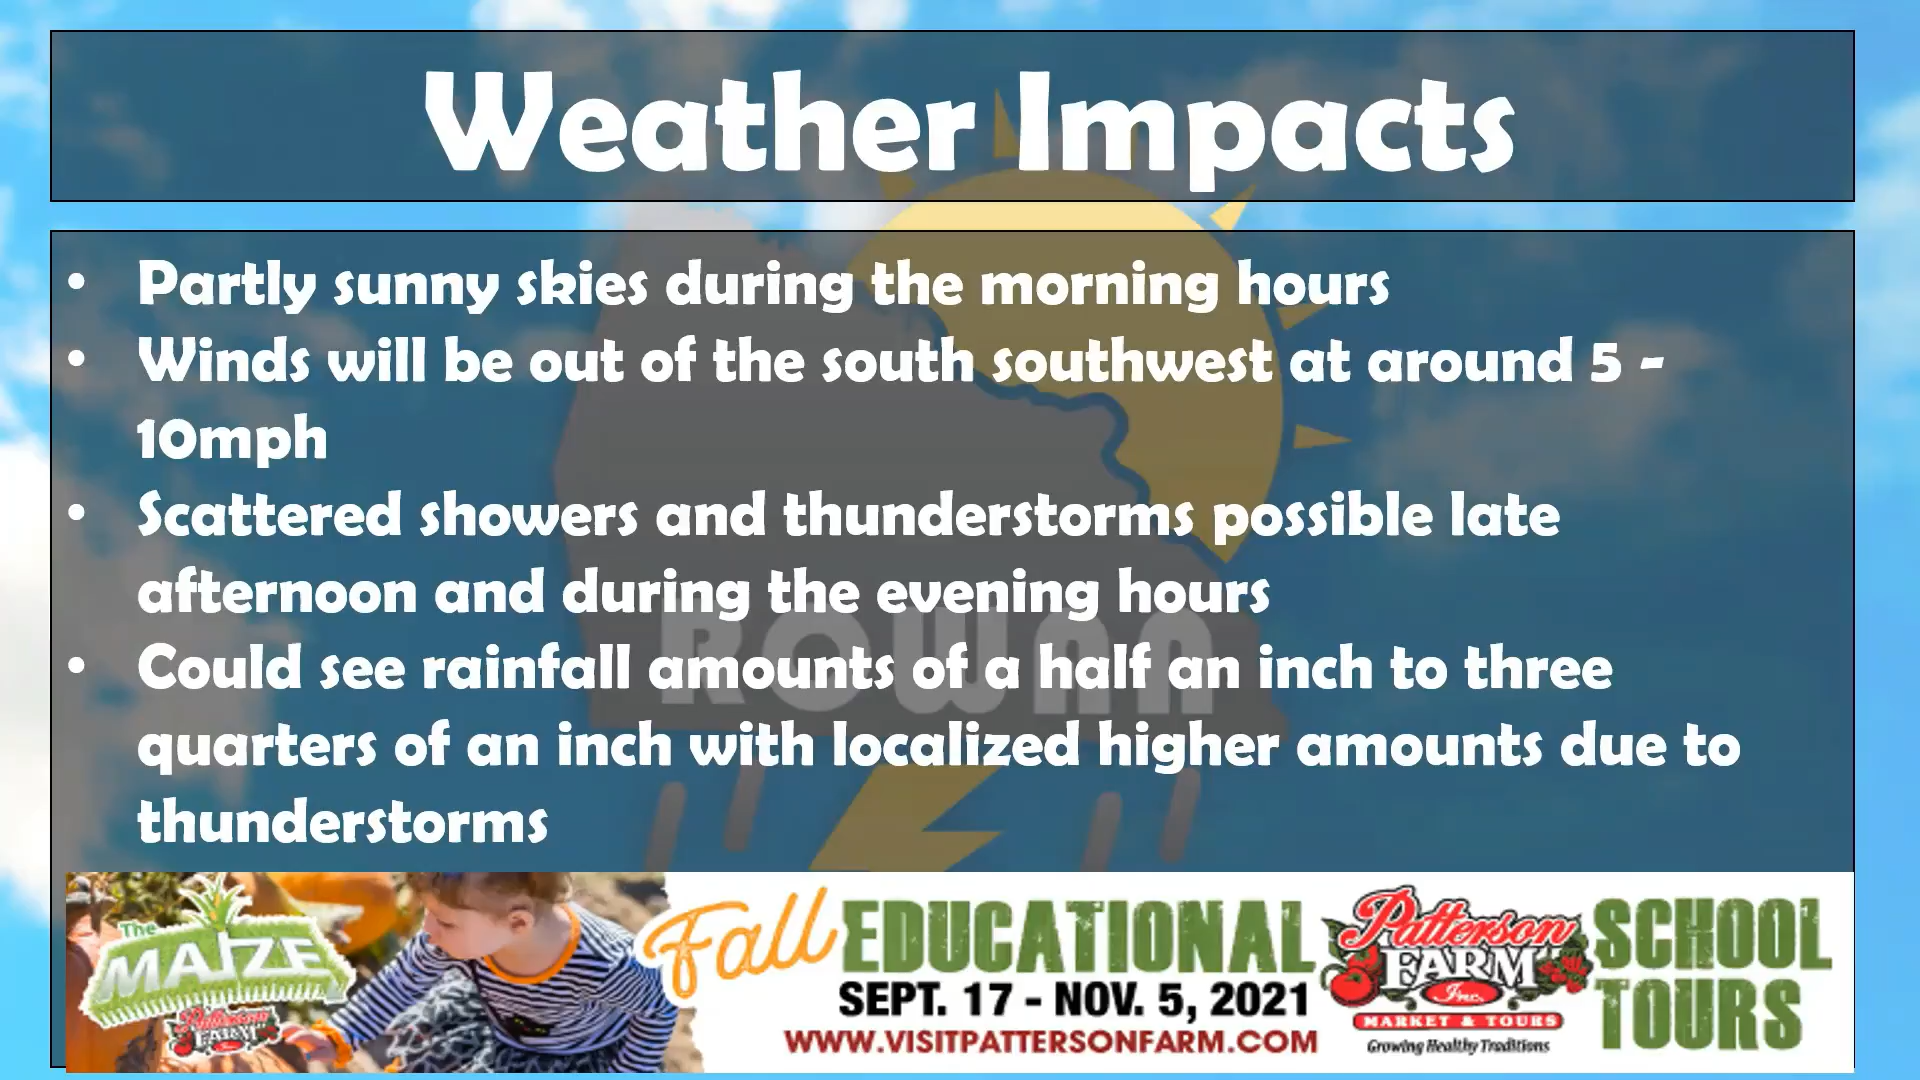 Weather Impacts
• Partly sunny skies during the morning hours
• Winds will be out of the south southwest at around 5 -
10mph
• Scattered showers and thunderstorms possible late
afternoon and during the evening hours
ROWAN
• Could see rainfall amounts of a half an inch to three
quarters of an inch with localized higher amounts due to
thunderstorms
The
MAIZE
Patterson
FARM
Fall EDUCATIONAL
SEPT. 17 - NOV. 5, 2021
WWW.VISITPATTERSONFARM.COM
Patterson
FARM
Inc.
MARKET & TOURS
Growing Healthy Traditions
SCHOOL
TOURS